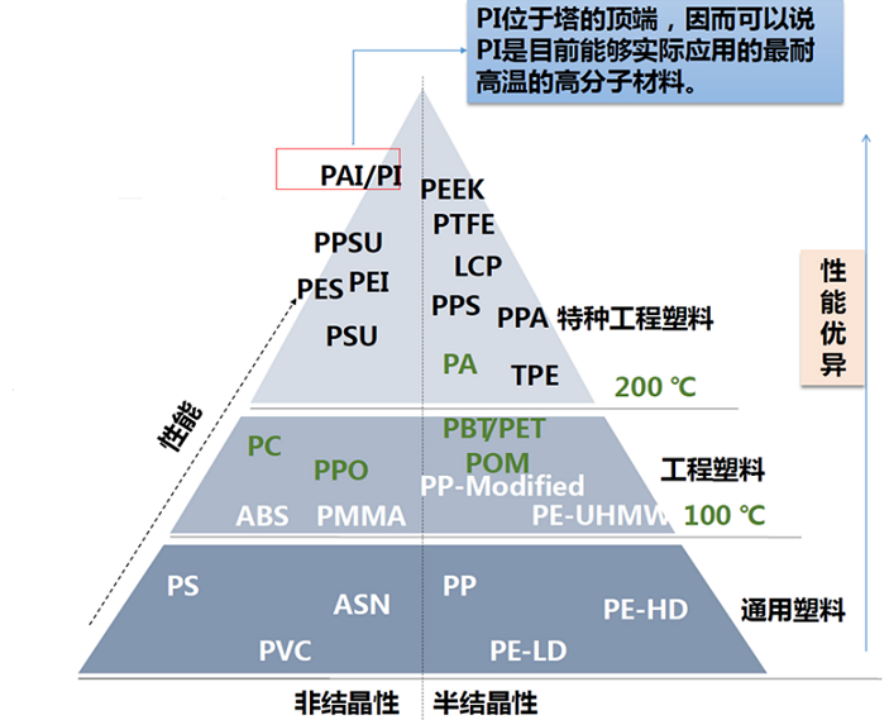 PI位于塔的顶端，因而可以说
PI是目前能够实际应用的最耐
高温的高分子材料。
PAI/PI
PEEK
PTFE
PPSU
LCP
PES
PEI
PPS
PPA
特种工程塑料
PSU
PA
TPE
200 ℃
性能优异
性能
PC
PBT/PET
PPO
POM
工程塑料
PP-Modified
ABS
PMMA
PE-UHMW
100 ℃
PS
PP
ASN
PE-HD
通用塑料
PVC
PE-LD
非结晶性
半结晶性